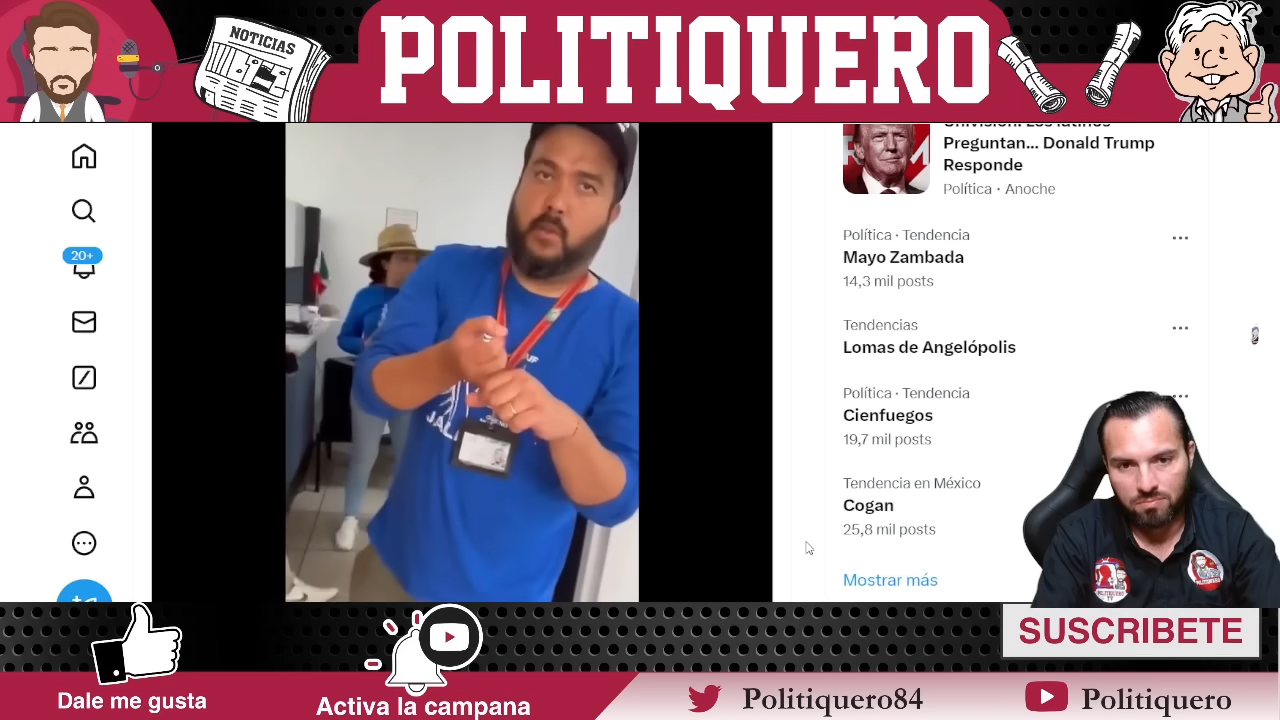 NOTICIAS
POLITIQUERO
Preguntan... Donald Trump
Responde
Política · Anoche
20+
Política · Tendencia
Mayo Zambada
14,3 mil posts
Tendencias
Lomas de Angelópolis
Política · Tendencia
Cienfuegos
19,7 mil posts
Tendencia en México
Cogan
25,8 mil posts
Mostrar más
POLITIQUERO
SUSCRIBETE
Dale me gusta
Activa la campana
Politiquero84
Politiquero